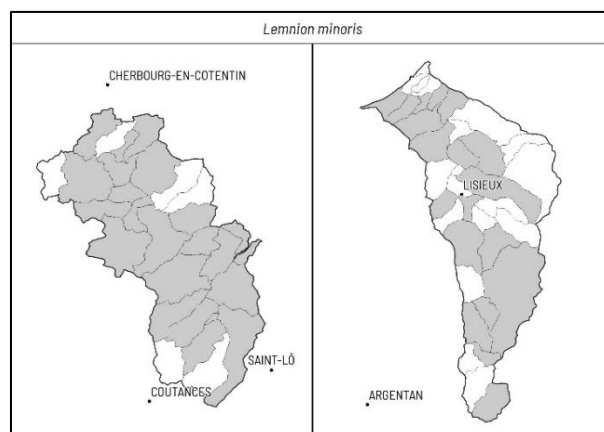 Lemnion minoris
CHERBOURG-EN-COTENTIN
SAINT-LÔ
COUTANCES
LISIEUX
ARGENTAN